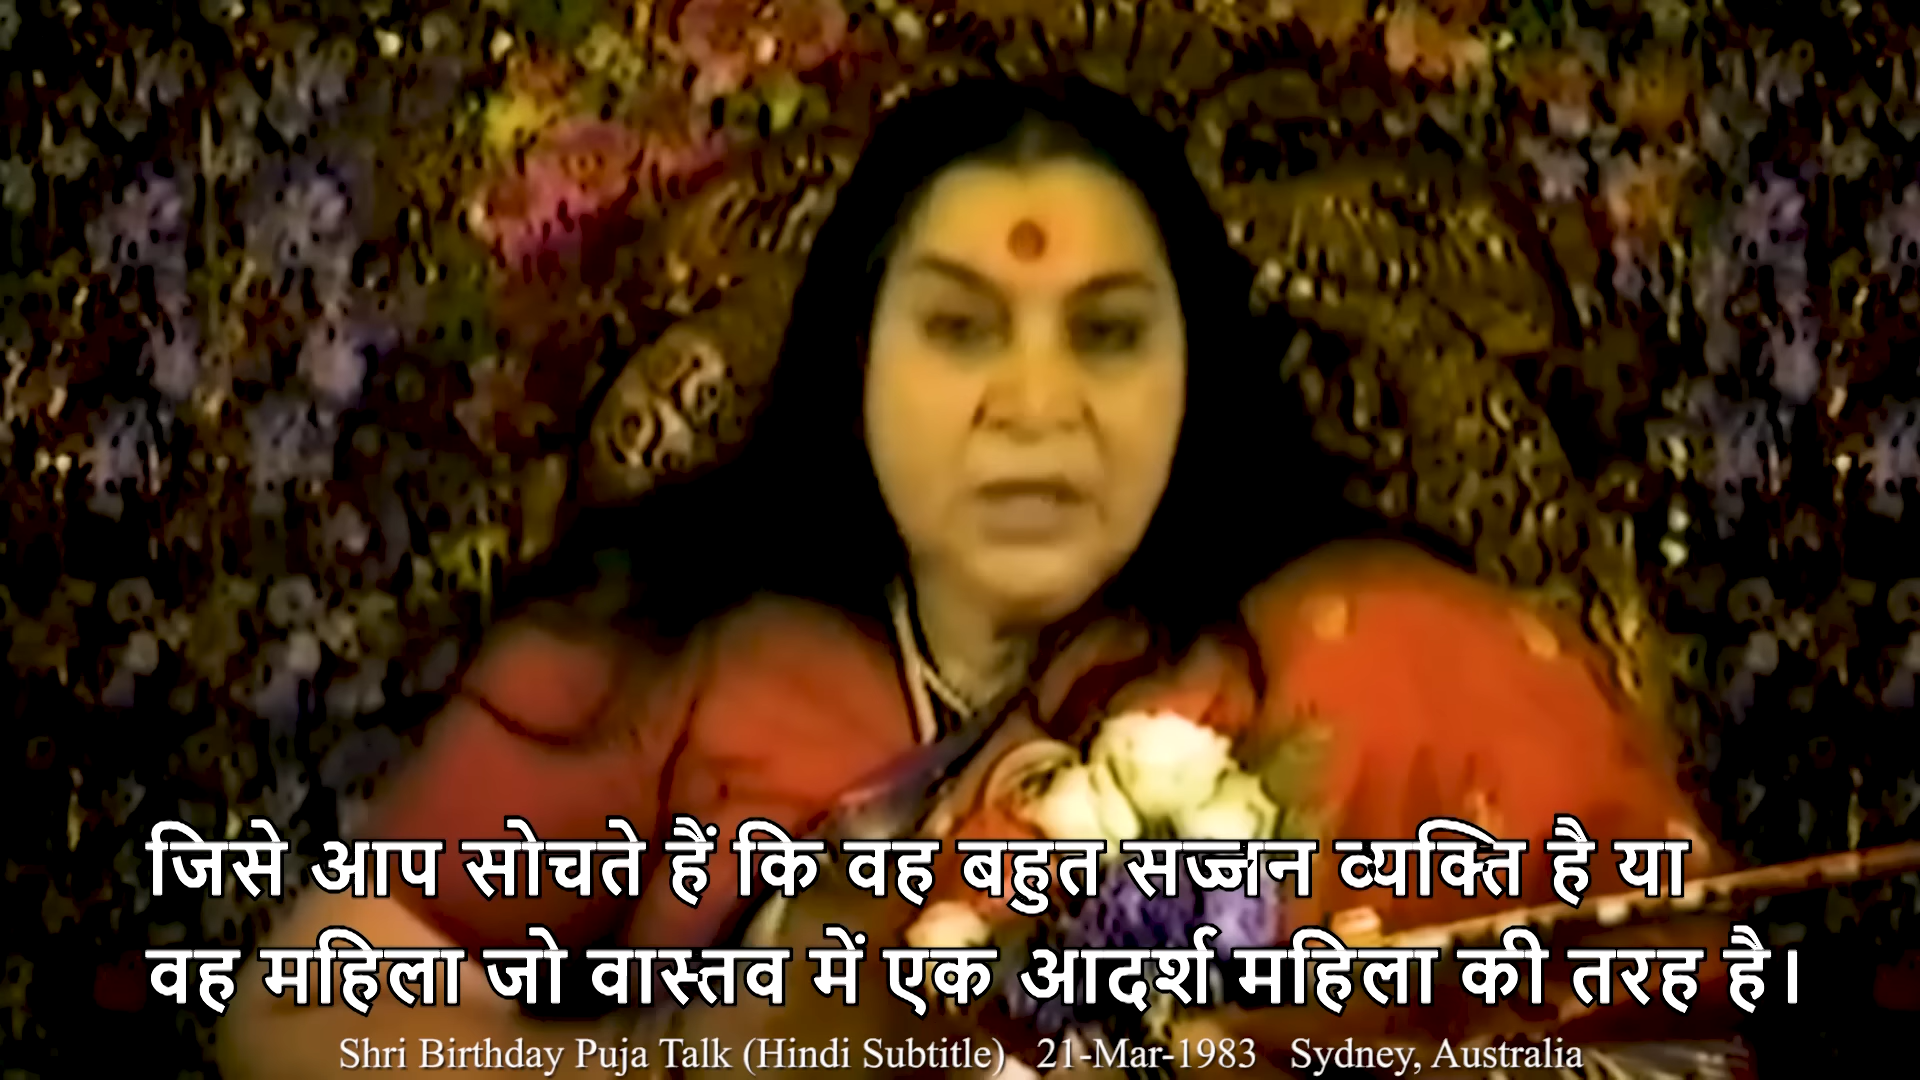 जिसे आप सोचते हैं कि वह बहुत सज्जन व्यक्ति है या
वह महिला जो वास्तव में एक आदर्श महिला की तरह है।
Shri Birthday Puja Talk (Hindi Subtitle) 21-Mar-1983 Sydney, Australia